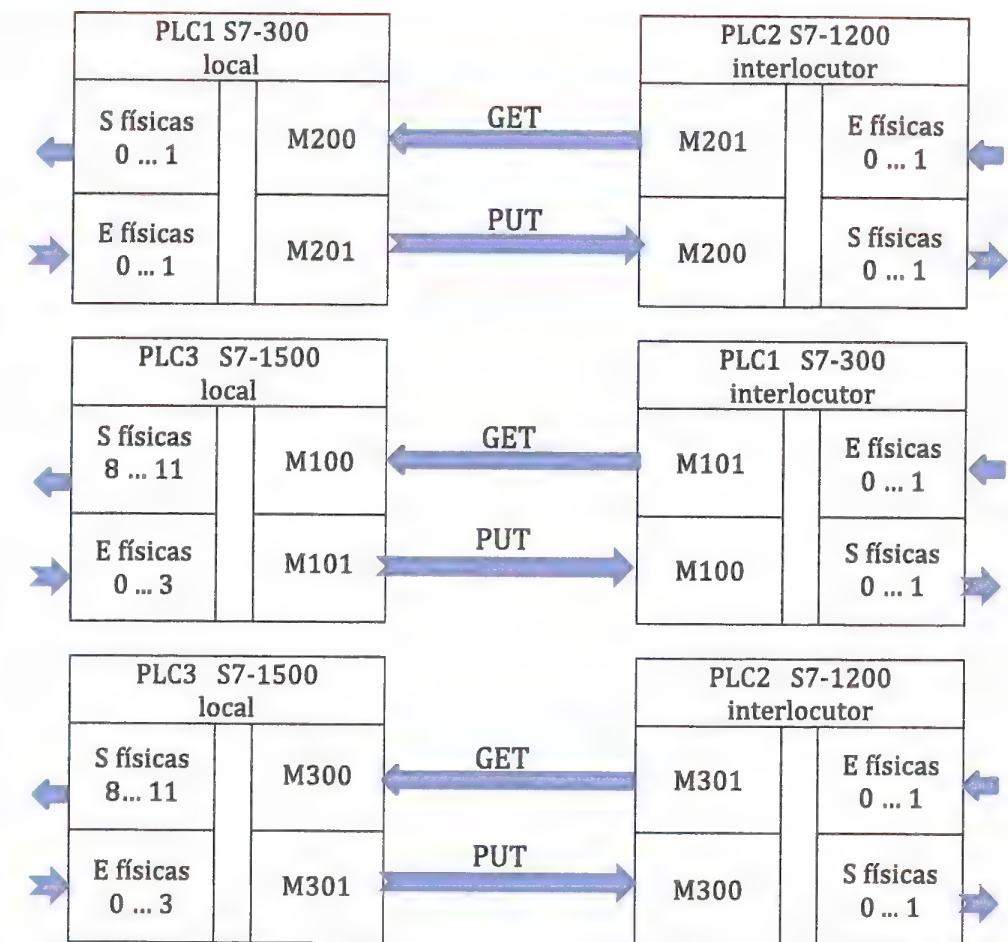 PLC1 S7-300
local
S físicas
0 ... 1
M200
E físicas
0 ... 1
M201
GET
PUT
PLC2 S7-1200
interlocutor
M201
E físicas
0 ... 1
M200
S físicas
0 ... 1
PLC3 S7-1500
local
S físicas
8 ... 11
M100
E físicas
0 ... 3
M101
GET
PUT
PLC1 S7-300
interlocutor
M101
E físicas
0 ... 1
M100
S físicas
0 ... 1
PLC3 S7-1500
local
S físicas
8... 11
M300
E físicas
0 ... 3
M301
GET
PUT
PLC2 S7-1200
interlocutor
M301
E físicas
0 ... 1
M300
S físicas
0 ... 1